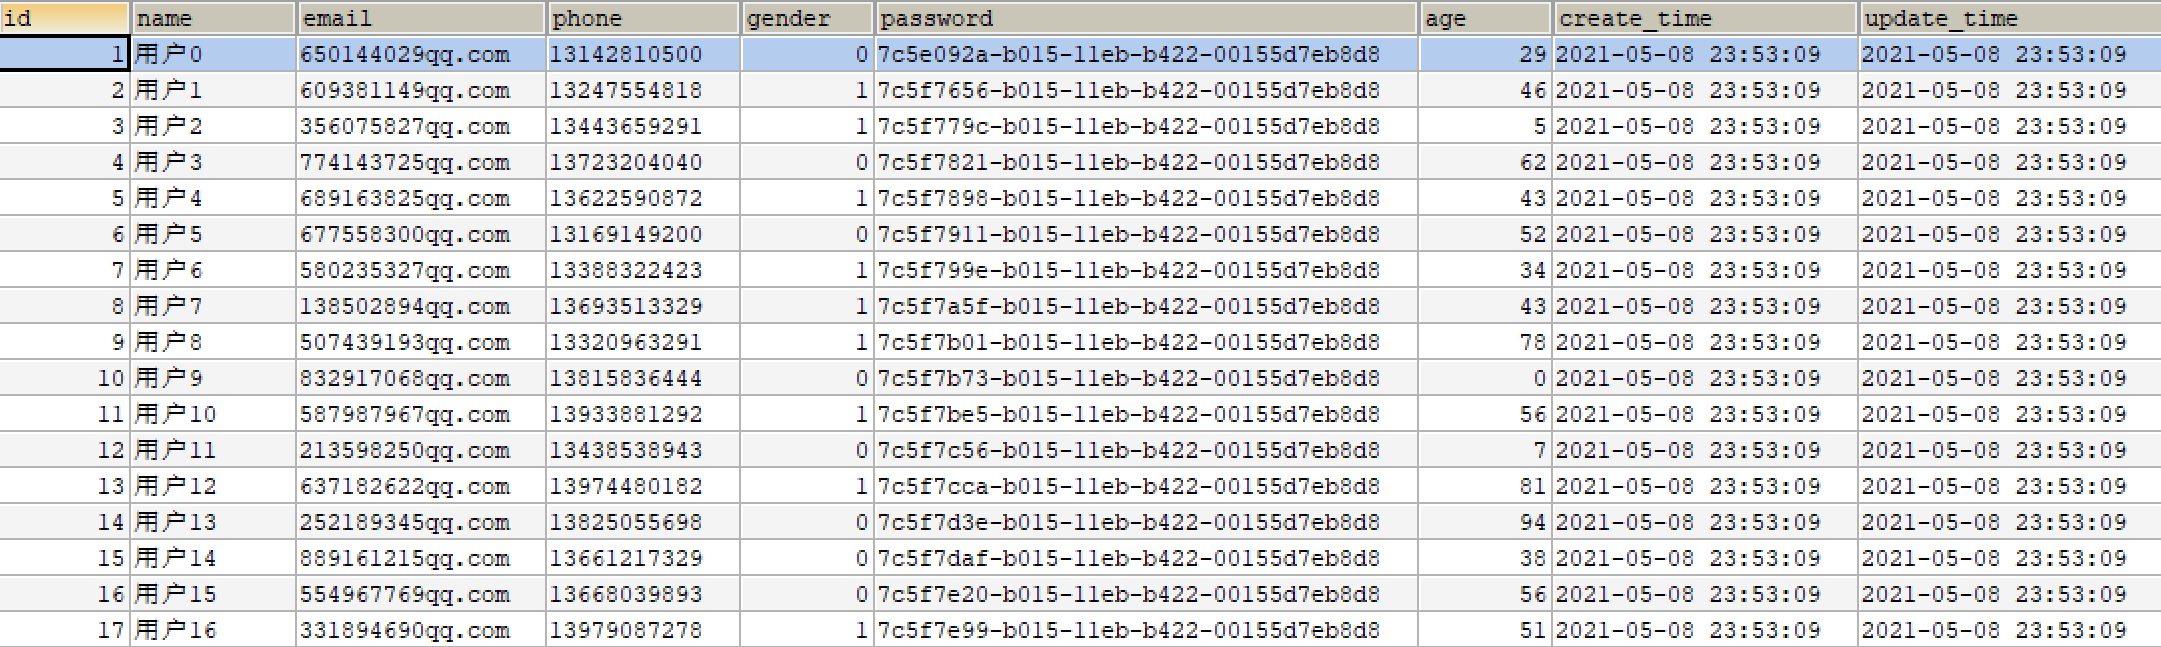 id name email phone gender password age create_time update_time
1 用户0 650144029qq.com 13142810500 0 7c5e092a-b015-11eb-b422-00155d7eb8d8 29 2021-05-08 23:53:09 2021-05-08 23:53:09
2 用户1 609381149qq.com 13247554818 1 7c5f7656-b015-11eb-b422-00155d7eb8d8 46 2021-05-08 23:53:09 2021-05-08 23:53:09
3 用户2 356075827qq.com 13443659291 1 7c5f779c-b015-11eb-b422-00155d7eb8d8 5 2021-05-08 23:53:09 2021-05-08 23:53:09
4 用户3 774143725qq.com 13723204040 0 7c5f7821-b015-11eb-b422-00155d7eb8d8 62 2021-05-08 23:53:09 2021-05-08 23:53:09
5 用户4 689163825qq.com 13622590872 1 7c5f7898-b015-11eb-b422-00155d7eb8d8 43 2021-05-08 23:53:09 2021-05-08 23:53:09
6 用户5 677558300qq.com 13169149200 0 7c5f7911-b015-11eb-b422-00155d7eb8d8 52 2021-05-08 23:53:09 2021-05-08 23:53:09
7 用户6 580235327qq.com 13388322423 1 7c5f799e-b015-11eb-b422-00155d7eb8d8 34 2021-05-08 23:53:09 2021-05-08 23:53:09
8 用户7 138502894qq.com 13693513329 1 7c5f7a5f-b015-11eb-b422-00155d7eb8d8 43 2021-05-08 23:53:09 2021-05-08 23:53:09
9 用户8 507439193qq.com 13320963291 1 7c5f7b01-b015-11eb-b422-00155d7eb8d8 78 2021-05-08 23:53:09 2021-05-08 23:53:09
10 用户9 832917068qq.com 13815836444 0 7c5f7b73-b015-11eb-b422-00155d7eb8d8 0 2021-05-08 23:53:09 2021-05-08 23:53:09
11 用户10 587987967qq.com 13933881292 1 7c5f7be5-b015-11eb-b422-00155d7eb8d8 56 2021-05-08 23:53:09 2021-05-08 23:53:09
12 用户11 213598250qq.com 13438538943 0 7c5f7c56-b015-11eb-b422-00155d7eb8d8 7 2021-05-08 23:53:09 2021-05-08 23:53:09
13 用户12 637182622qq.com 13974480182 1 7c5f7cca-b015-11eb-b422-00155d7eb8d8 81 2021-05-08 23:53:09 2021-05-08 23:53:09
14 用户13 252189345qq.com 13825055698 0 7c5f7d3e-b015-11eb-b422-00155d7eb8d8 94 2021-05-08 23:53:09 2021-05-08 23:53:09
15 用户14 889161215qq.com 13661217329 0 7c5f7daf-b015-11eb-b422-00155d7eb8d8 38 2021-05-08 23:53:09 2021-05-08 23:53:09
16 用户15 554967769qq.com 13668039893 0 7c5f7e20-b015-11eb-b422-00155d7eb8d8 56 2021-05-08 23:53:09 2021-05-08 23:53:09
17 用户16 331894690qq.com 13979087278 1 7c5f7e99-b015-11eb-b422-00155d7eb8d8 51 2021-05-08 23:53:09 2021-05-08 23:53:09